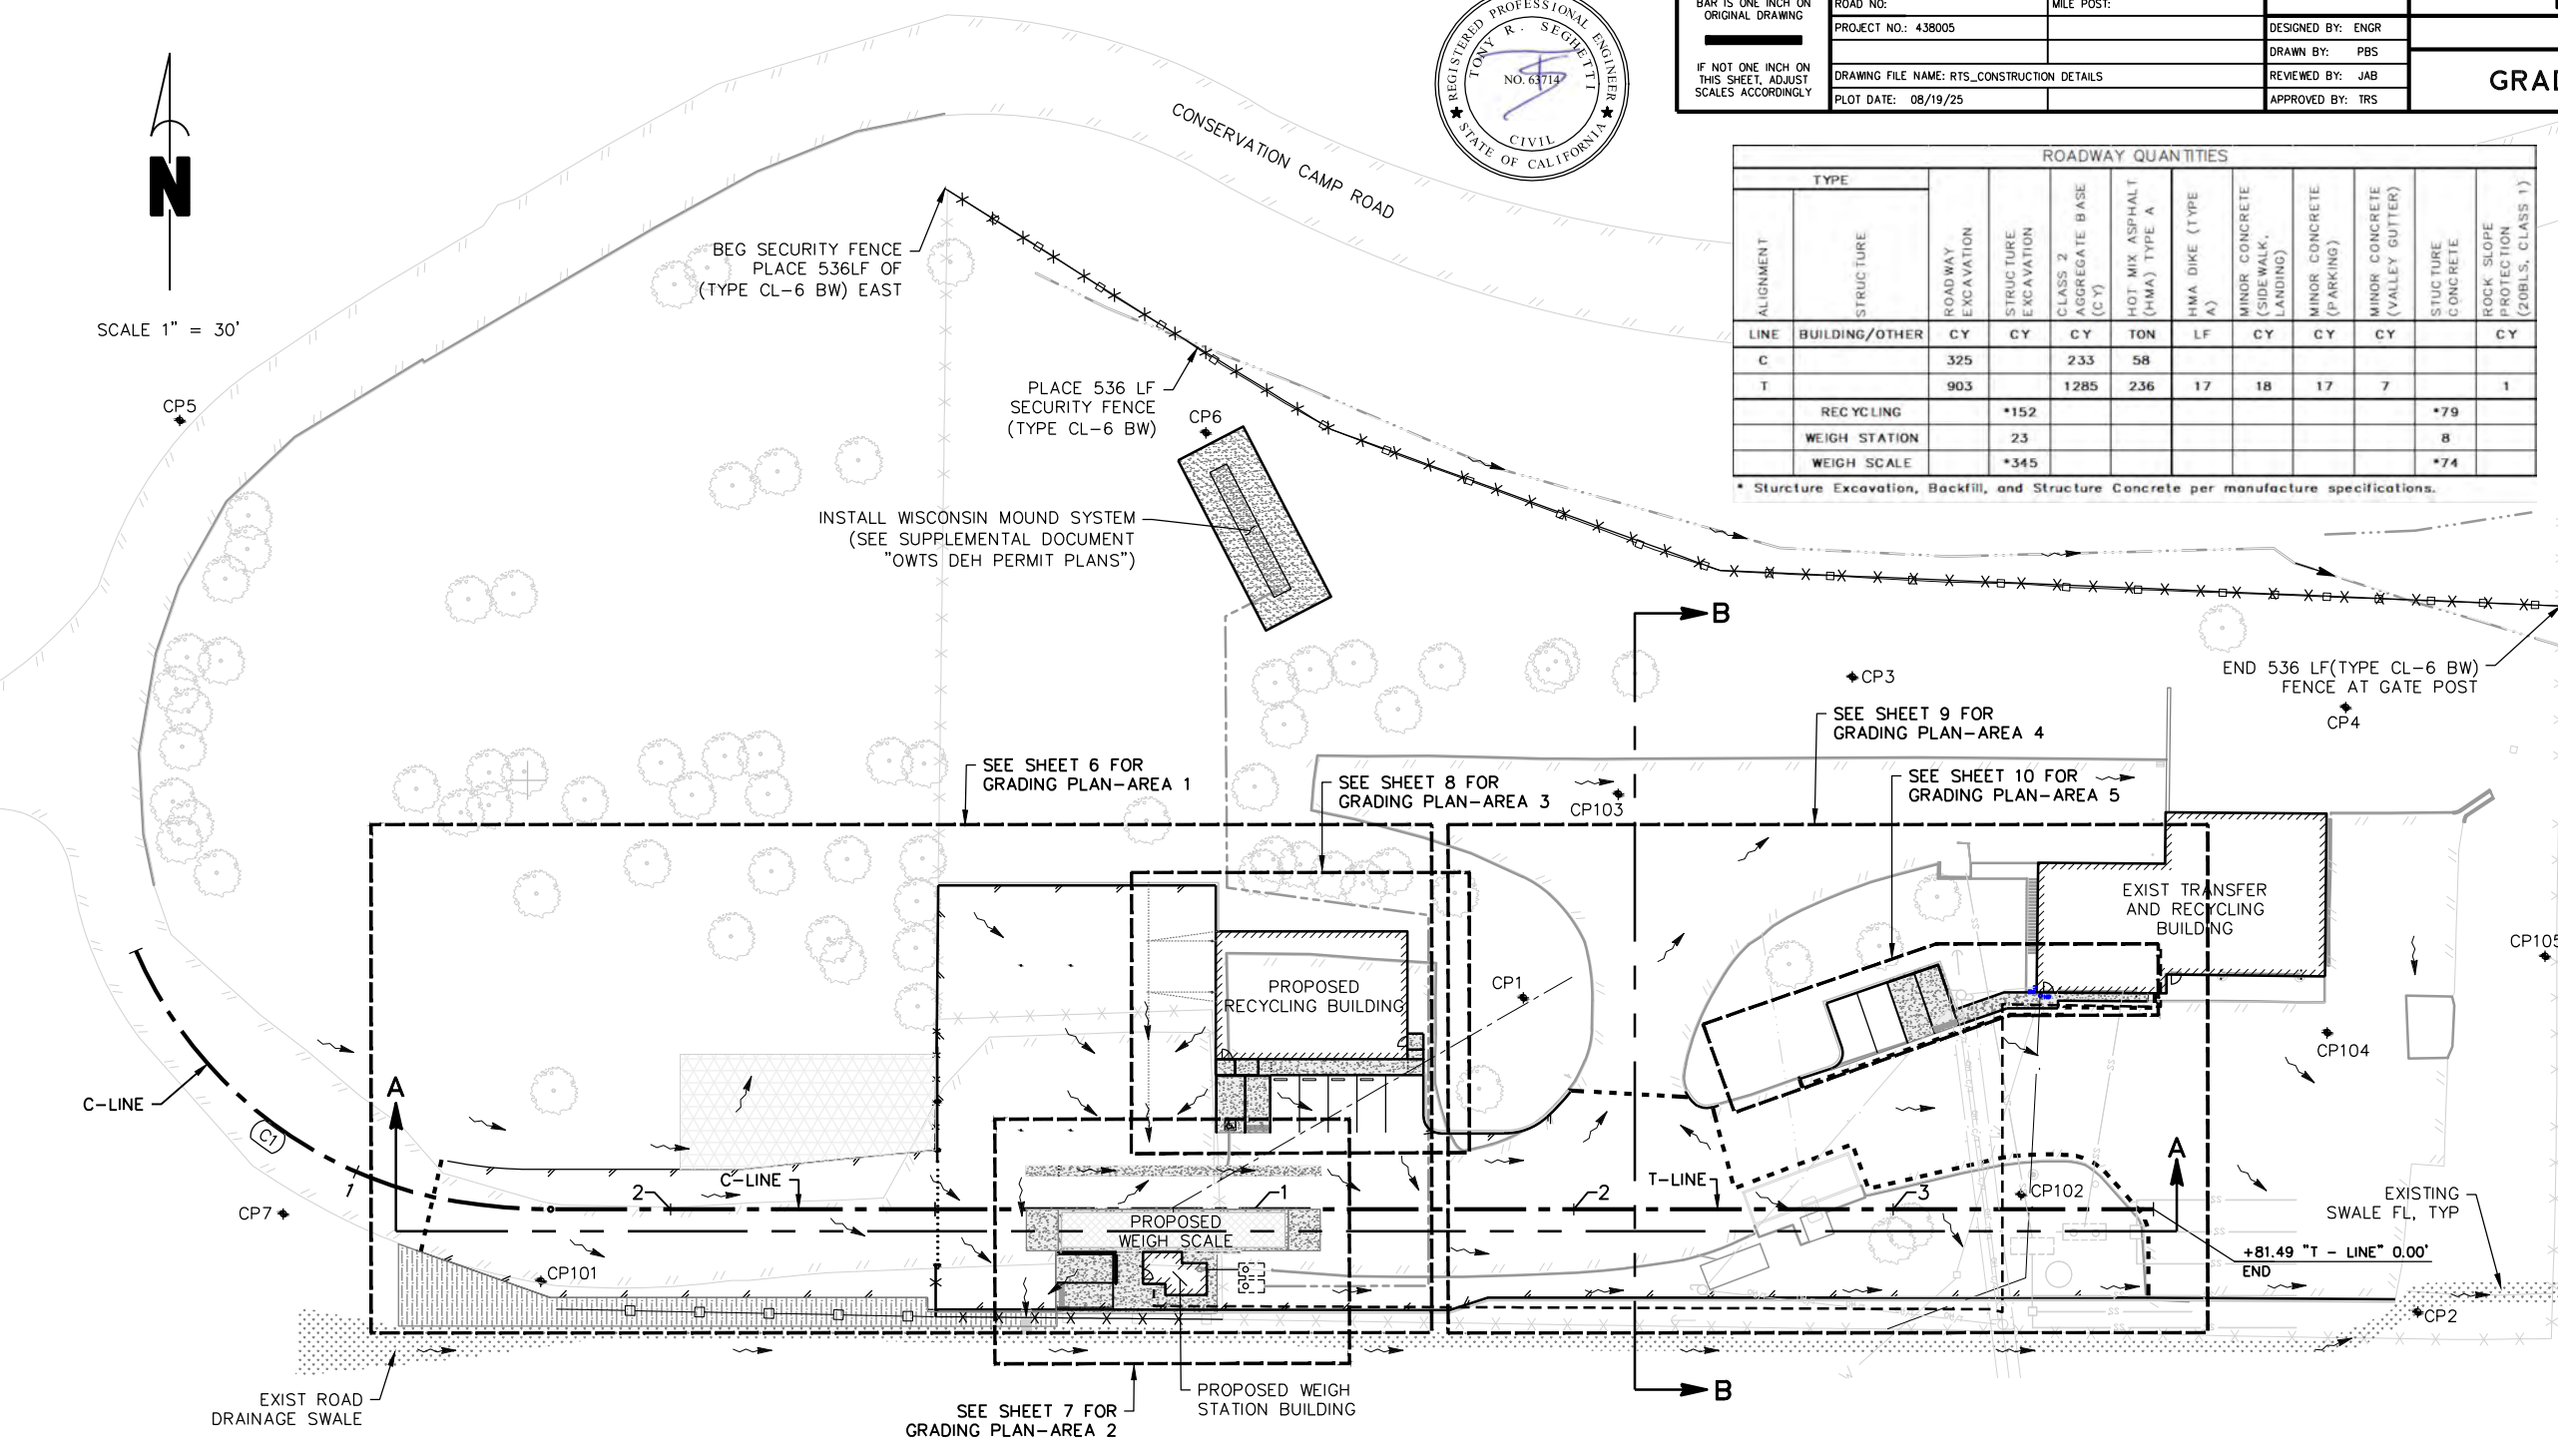 BAR IS ONE INCH ON
ORIGINAL DRAWING
IF NOT ONE INCH ON
THIS SHEET, ADJUST
SCALES ACCORDINGLY
ROAD NO:
MILE POST:
PROJECT NO.: 438005
DESIGNED BY: ENGR
DRAWN BY: PBS
DRAWING FILE NAME: RTS_CONSTRUCTION DETAILS
REVIEWED BY: JAB
PLOT DATE: 08/19/25
APPROVED BY: TRS
GRAD
REGISTERED PROFESSIONAL ENGINEER
TONY R. SEGHETTI
NO. 63714
CIVIL
STATE OF CALIFORNIA
N
SCALE 1" = 30'
CONSERVATION CAMP ROAD
ROADWAY QUANTITIES
TYPE
ALIGNMENT
STRUCTURE
ROADWAY
EXCAVATION
STRUCTURE
EXCAVATION
CLASS 2
AGGREGATE BASE
(CY)
HOT MIX ASPHALT
(HMA) TYPE A
HMA DIKE (TYPE
A)
MINOR CONCRETE
(SIDEWALK,
LANDING)
MINOR CONCRETE
(PARKING)
MINOR CONCRETE
(VALLEY GUTTER)
STUCTURE
CONCRETE
ROCK SLOPE
PROTECTION
(20BLS, CLASS 1)
LINE BUILDING/OTHER CY CY CY TON LF CY CY CY CY
C 325 233 58
T 903 1285 236 17 18 17 7 1
RECYCLING *152 *79
WEIGH STATION 23 8
WEIGH SCALE *345 *74
* Sturcture Excavation, Backfill, and Structure Concrete per manufacture specifications.
BEG SECURITY FENCE
PLACE 536LF OF
(TYPE CL-6 BW) EAST
PLACE 536 LF
SECURITY FENCE
(TYPE CL-6 BW)
CP5
CP6
INSTALL WISCONSIN MOUND SYSTEM
(SEE SUPPLEMENTAL DOCUMENT
"OWTS DEH PERMIT PLANS")
B
CP3
END 536 LF(TYPE CL-6 BW)
FENCE AT GATE POST
CP4
SEE SHEET 9 FOR
GRADING PLAN-AREA 4
SEE SHEET 6 FOR
GRADING PLAN-AREA 1
SEE SHEET 8 FOR
GRADING PLAN-AREA 3
SEE SHEET 10 FOR
GRADING PLAN-AREA 5
CP103
EXIST TRANSFER
AND RECYCLING
BUILDING
CP105
PROPOSED
RECYCLING BUILDING
CP1
CP104
C-LINE
C1
A
1
2
C-LINE
1
2
T-LINE
3
CP102
A
CP7
PROPOSED
WEIGH SCALE
EXISTING
SWALE FL, TYP
+81.49 "T - LINE" 0.00'
END
CP101
CP2
EXIST ROAD
DRAINAGE SWALE
SEE SHEET 7 FOR
GRADING PLAN-AREA 2
PROPOSED WEIGH
STATION BUILDING
B